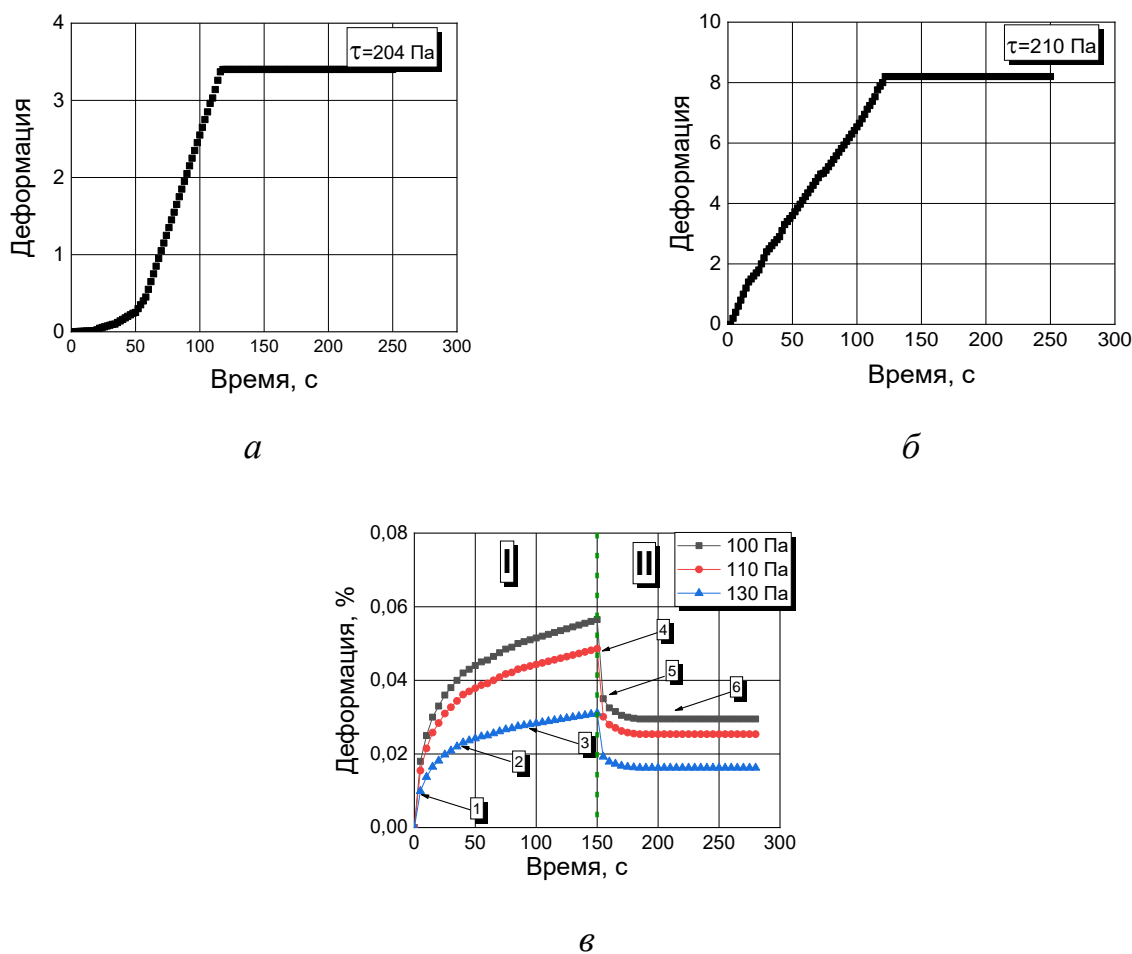 τ=204 Па
4
3
2
1
0
Деформация
0 50 100 150 200 250 300
Время, с
а
τ=210 Па
10
8
6
4
2
0
Деформация
0 50 100 150 200 250 300
Время, с
б
I
II
100 Па
110 Па
130 Па
0,08
0,06
0,04
0,02
0,00
Деформация, %
1
2
3
4
5
6
0 50 100 150 200 250 300
Время, с
в